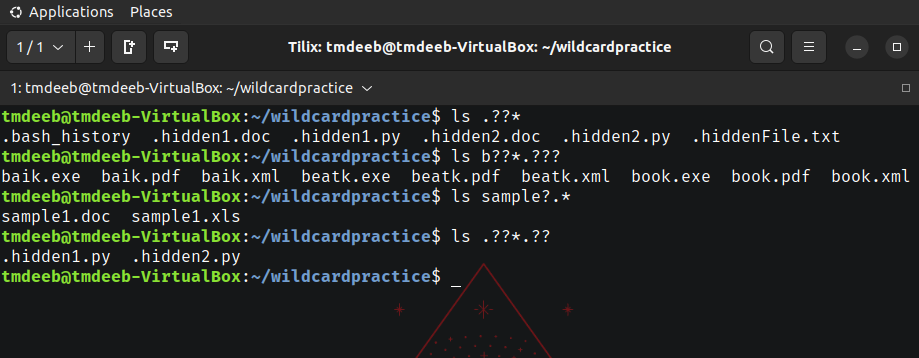 Applications Places
1 / 1
Tilix: tmdeeb@tmdeeb-VirtualBox: ~/wildcardpractice
1: tmdeeb@tmdeeb-VirtualBox: ~/wildcardpractice
tmdeeb@tmdeeb-VirtualBox:~/wildcardpractice$ ls .??*
.bash_history  .hidden1.doc  .hidden1.py  .hidden2.doc  .hidden2.py  .hiddenFile.txt
tmdeeb@tmdeeb-VirtualBox:~/wildcardpractice$ ls b??*.???
baik.exe  baik.pdf  baik.xml  beatk.exe  beatk.pdf  beatk.xml  book.exe  book.pdf  book.xml
tmdeeb@tmdeeb-VirtualBox:~/wildcardpractice$ ls sample?.*
sample1.doc  sample1.xls
tmdeeb@tmdeeb-VirtualBox:~/wildcardpractice$ ls .??*.??
.hidden1.py  .hidden2.py
tmdeeb@tmdeeb-VirtualBox:~/wildcardpractice$ _